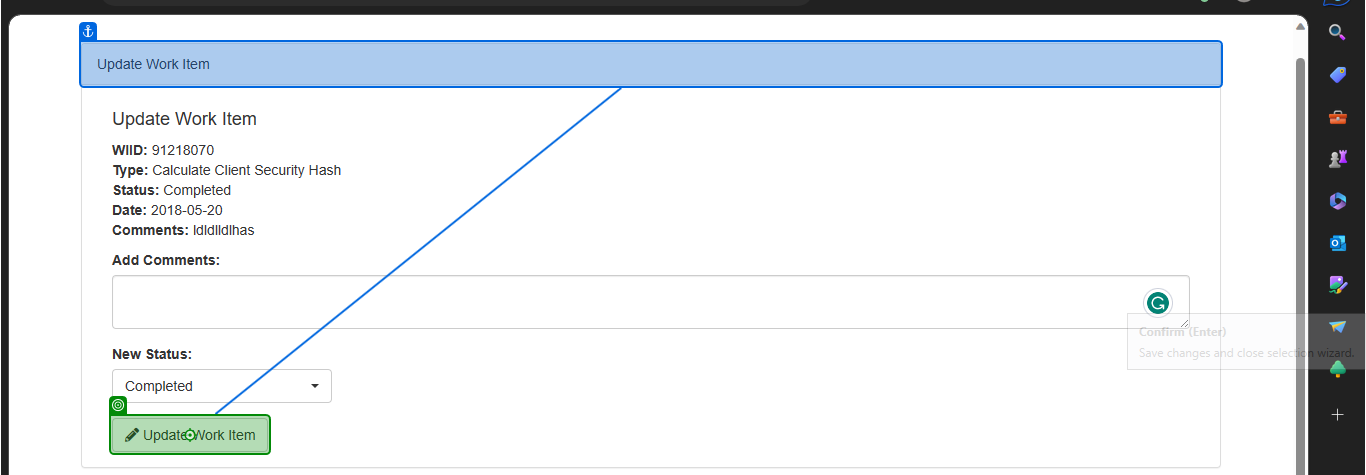 Update Work Item
Update Work Item
WIID: 91218070
Type: Calculate Client Security Hash
Status: Completed
Date: 2018-05-20
Comments: ldldlldlhas
Add Comments:
Confirm (Enter)
Save changes and close selection wizard.
New Status:
Completed
Update Work Item